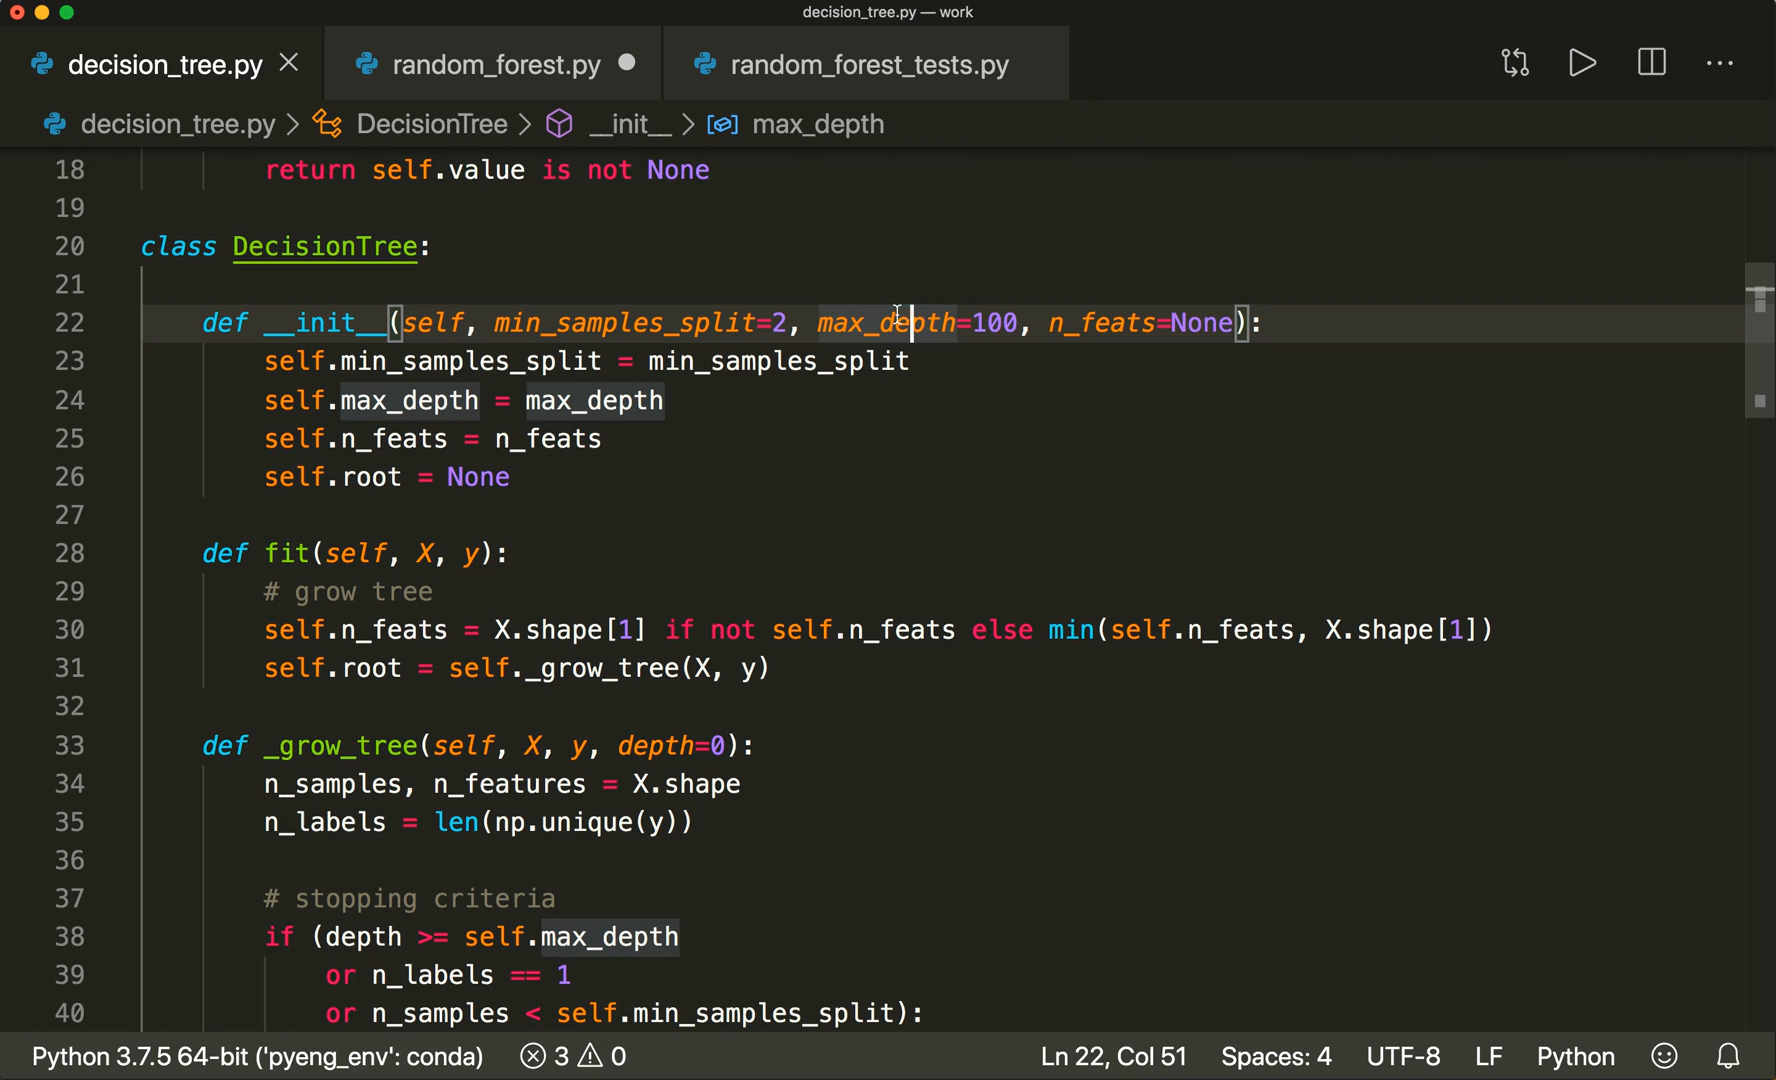 decision_tree.py — work
decision_tree.py random_forest.py random_forest_tests.py
decision_tree.py > DecisionTree > __init__ > max_depth
18 return self.value is not None
19
20 class DecisionTree:
21
22 def __init__(self, min_samples_split=2, max_depth=100, n_feats=None):
23 self.min_samples_split = min_samples_split
24 self.max_depth = max_depth
25 self.n_feats = n_feats
26 self.root = None
27
28 def fit(self, X, y):
29 # grow tree
30 self.n_feats = X.shape[1] if not self.n_feats else min(self.n_feats, X.shape[1])
31 self.root = self._grow_tree(X, y)
32
33 def _grow_tree(self, X, y, depth=0):
34 n_samples, n_features = X.shape
35 n_labels = len(np.unique(y))
36
37 # stopping criteria
38 if (depth >= self.max_depth
39 or n_labels == 1
40 or n_samples < self.min_samples_split):
Python 3.7.5 64-bit ('pyeng_env': conda) 3 0 Ln 22, Col 51 Spaces: 4 UTF-8 LF Python